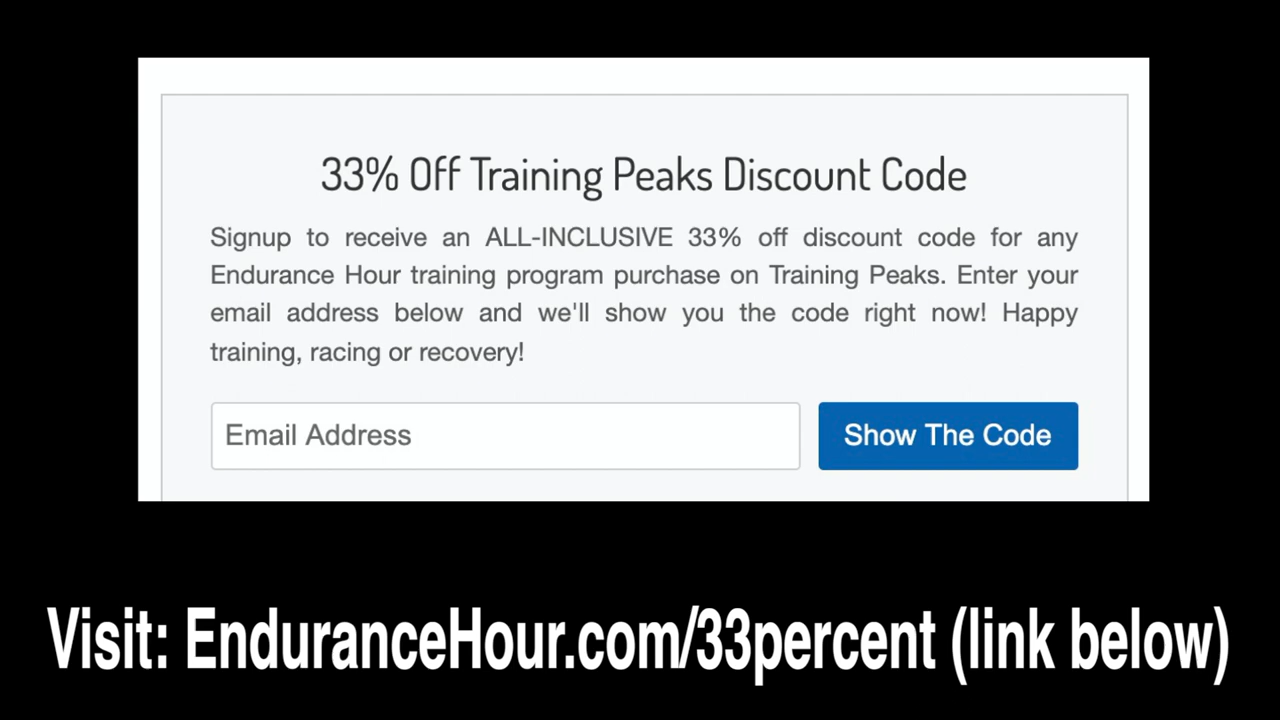 33% Off Training Peaks Discount Code
Signup to receive an ALL-INCLUSIVE 33% off discount code for any
Endurance Hour training program purchase on Training Peaks. Enter your
email address below and we'll show you the code right now! Happy
training, racing or recovery!
Email Address
Show The Code
Visit: EnduranceHour.com/33percent (link below)